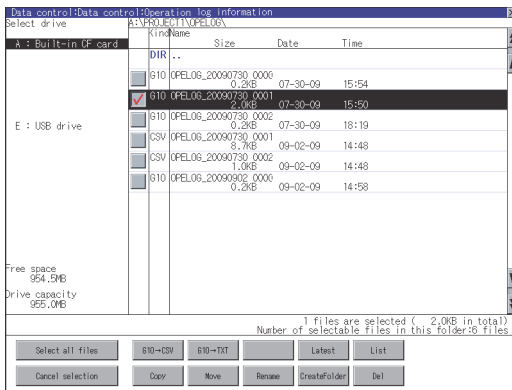 Data control:Data control:Operation log information
Select drive
A:\PROJECT1\OPELOG\
A : Built-in CF card
E : USB drive
Kind Name
Size Date Time
DIR ..
G10 OPELOG_20090730_0000
0.2KB 07-30-09 15:54
G10 OPELOG_20090730_0001
2.0KB 07-30-09 15:50
G10 OPELOG_20090730_0002
0.2KB 07-30-09 18:19
CSV OPELOG_20090730_0001
8.7KB 09-02-09 14:48
CSV OPELOG_20090730_0002
1.0KB 09-02-09 14:48
G10 OPELOG_20090902_0000
0.2KB 09-02-09 14:58
Free space
954.5MB
Drive capacity
955.0MB
1 files are selected ( 2.0KB in total)
Number of selectable files in this folder:6 files
Select all files G10→CSV G10→TXT Latest List
Cancel selection Copy Move Rename CreateFolder Del